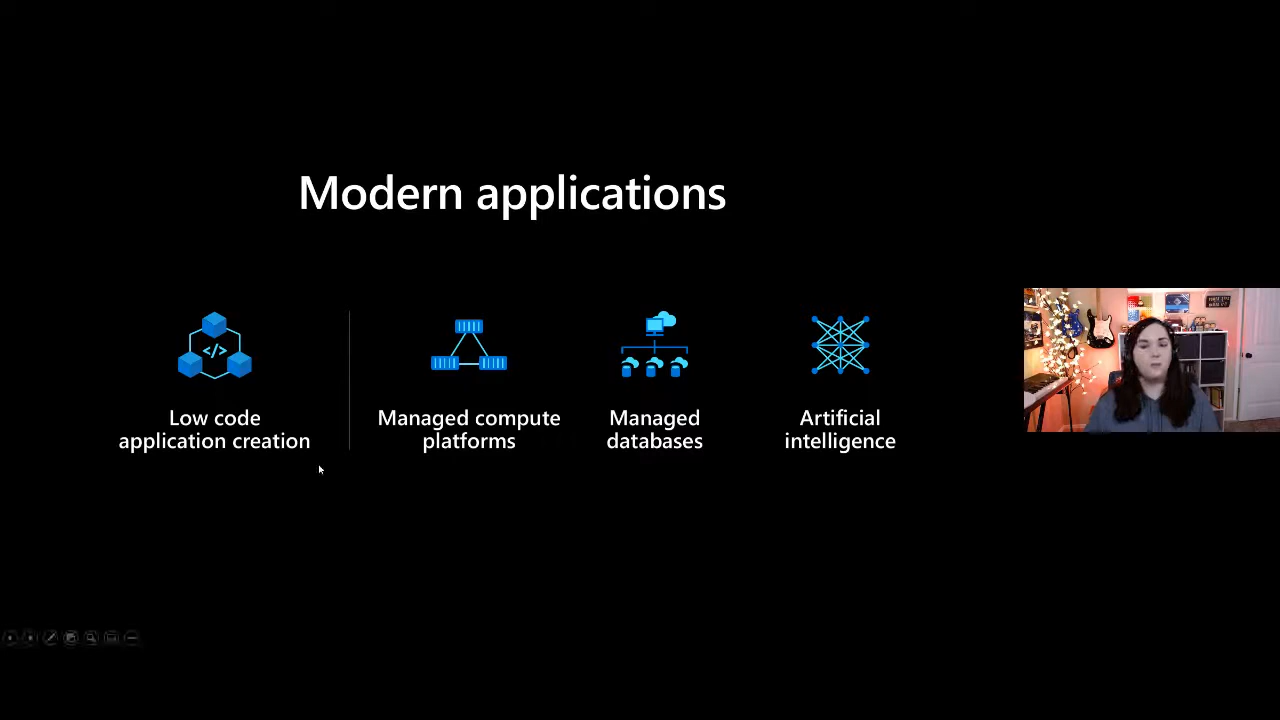 Modern applications
</>
Low code
application creation
Managed compute
platforms
Managed
databases
Artificial
intelligence